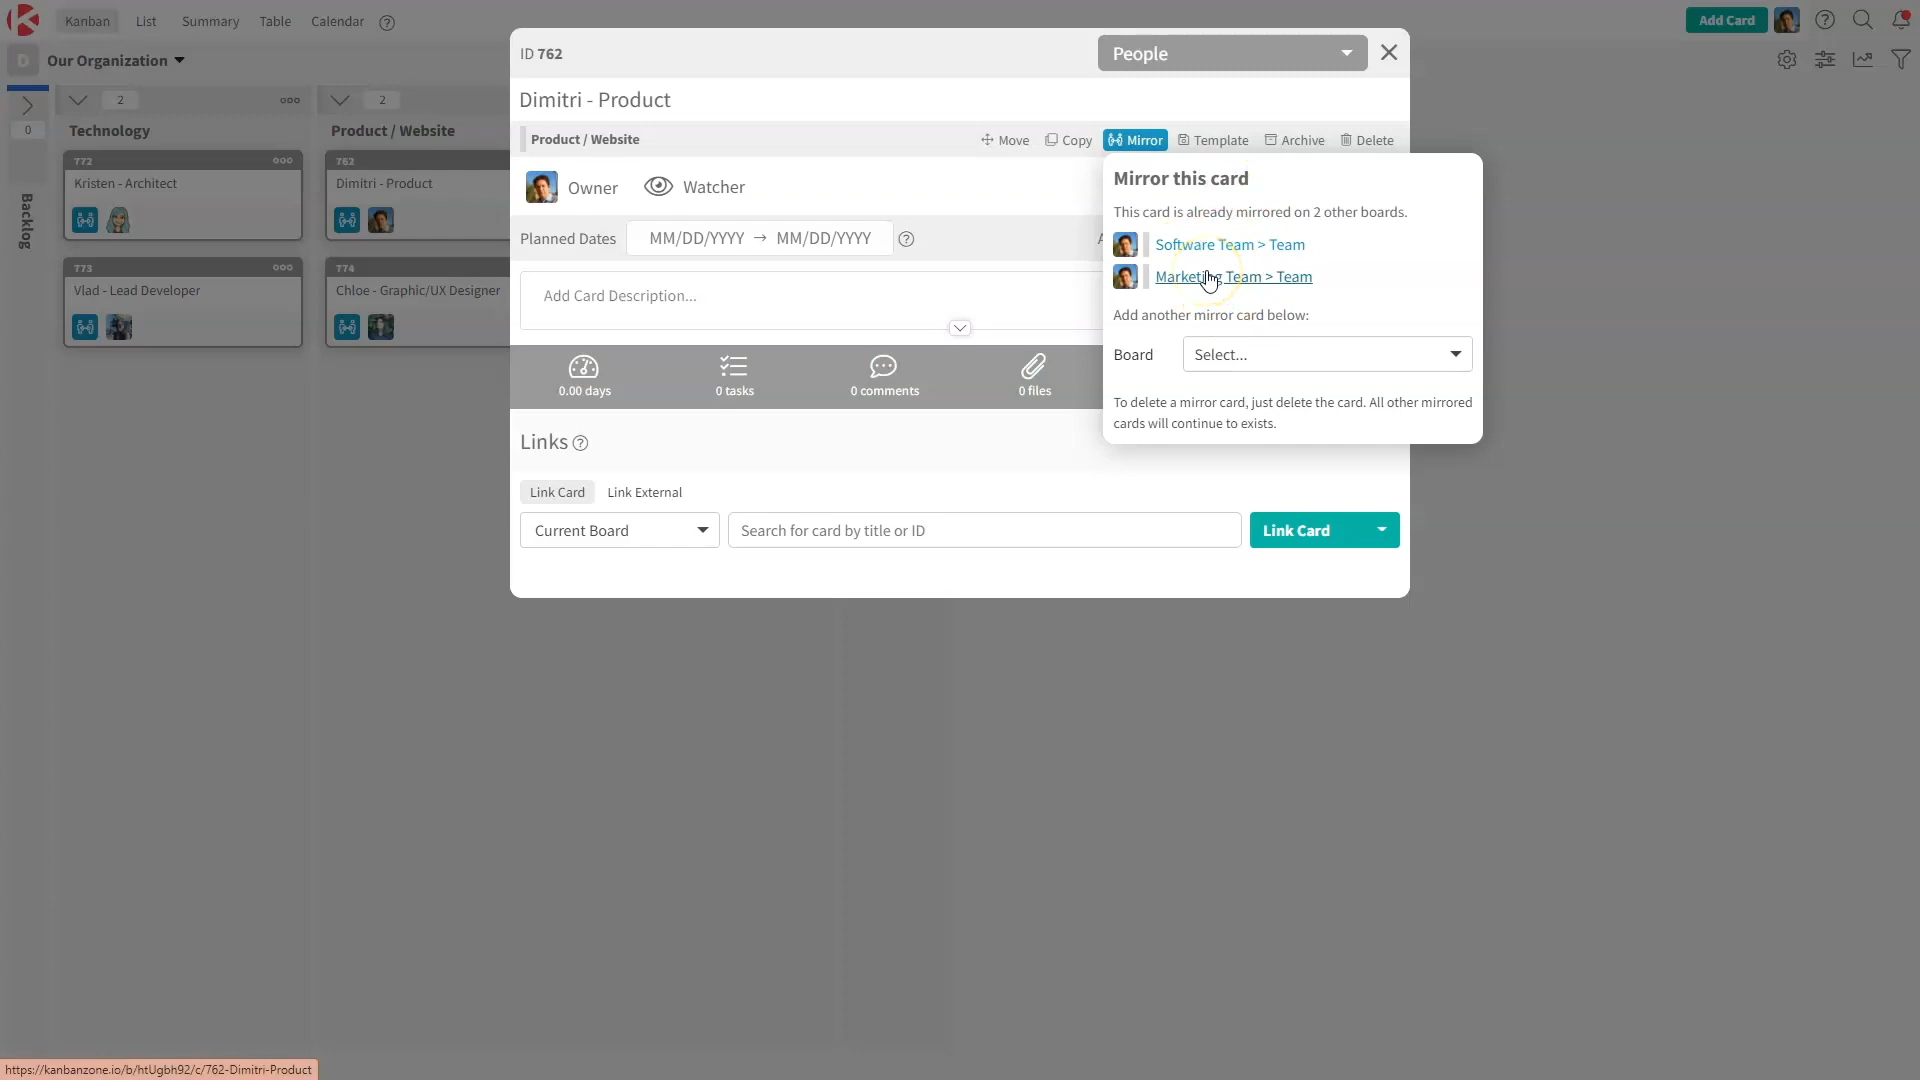 Kanban List Summary Table Calendar
Add Card
D Our Organization
ID 762
People
Dimitri - Product
Product / Website
Move Copy Mirror Template Archive Delete
Owner Watcher
Planned Dates MM/DD/YYYY → MM/DD/YYYY
Add Card Description...
0.00 days 0 tasks 0 comments 0 files
Links
Link Card Link External
Current Board Search for card by title or ID Link Card
Mirror this card
This card is already mirrored on 2 other boards.
Software Team > Team
Marketing Team > Team
Add another mirror card below:
Board Select...
To delete a mirror card, just delete the card. All other mirrored
cards will continue to exists.
0
Backlog
2
Technology
772
Kristen - Architect
773
Vlad - Lead Developer
2
Product / Website
762
Dimitri - Product
774
Chloe - Graphic/UX Designer
https://kanbanzone.io/b/htUgbh92/c/762-Dimitri-Product